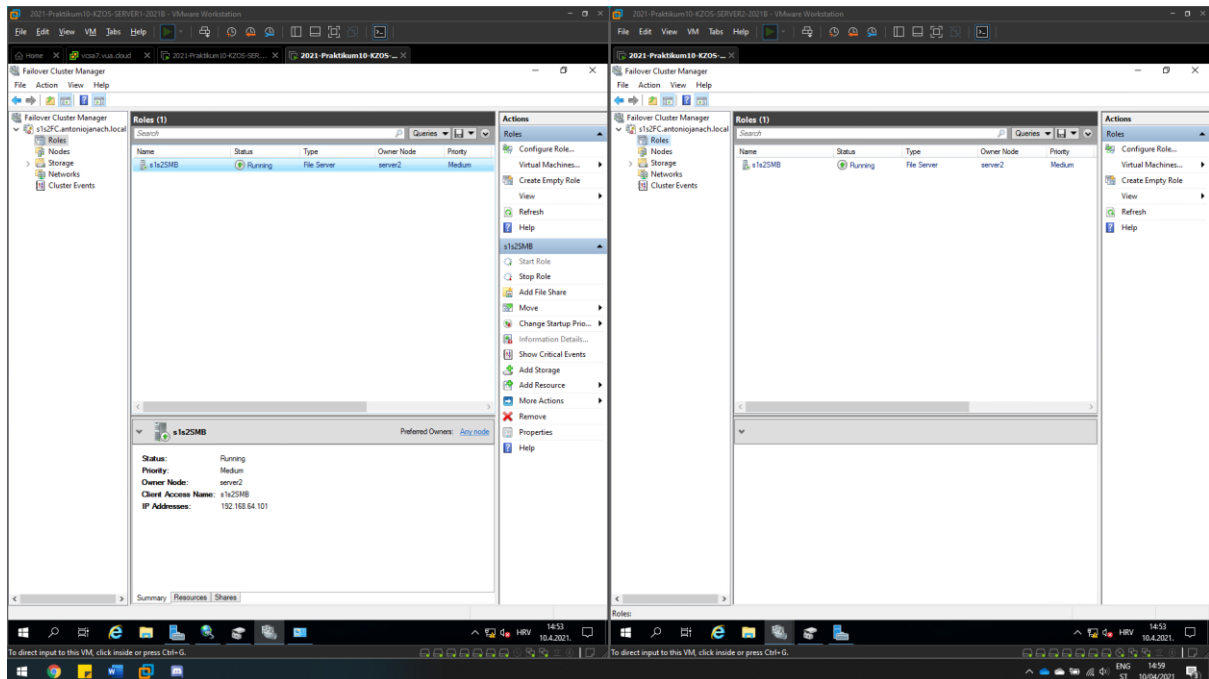 2021-Praktikum10-KZOS-SERVER1-2021B - VMware Workstation
File Edit View VM Tabs Help
Home vcsa7.vua.cloud 2021-Praktikum10-KZOS-SER... 2021-Praktikum10-KZOS-...
Failover Cluster Manager
File Action View Help
Failover Cluster Manager
s1s2FC.antoniojanach.local
Roles
Nodes
Storage
Networks
Cluster Events
Roles (1)
Search Queries
Name Status Type Owner Node Priority
s1s2SMB Running File Server server2 Medium
s1s2SMB Preferred Owners: Any node
Status: Running
Priority: Medium
Owner Node: server2
Client Access Name: s1s2SMB
IP Addresses: 192.168.64.101
Summary Resources Shares
Actions
Roles
Configure Role...
Virtual Machines...
Create Empty Role
View
Refresh
Help
s1s2SMB
Start Role
Stop Role
Add File Share
Move
Change Startup Prio...
Information Details...
Show Critical Events
Add Storage
Add Resource
More Actions
Remove
Properties
Help
HRV 14:53
10.4.2021.
To direct input to this VM, click inside or press Ctrl+G.
2021-Praktikum10-KZOS-SERVER2-2021B - VMware Workstation
File Edit View VM Tabs Help
2021-Praktikum10-KZOS-...
Failover Cluster Manager
File Action View Help
Failover Cluster Manager
s1s2FC.antoniojanach.local
Roles
Nodes
Storage
Networks
Cluster Events
Roles (1)
Search Queries
Name Status Type Owner Node Priority
s1s2SMB Running File Server server2 Medium
Actions
Roles
Configure Role...
Virtual Machines...
Create Empty Role
View
Refresh
Help
Roles:
HRV 14:53
10.4.2021.
To direct input to this VM, click inside or press Ctrl+G.
ENG 14:59
ST 10/04/2021